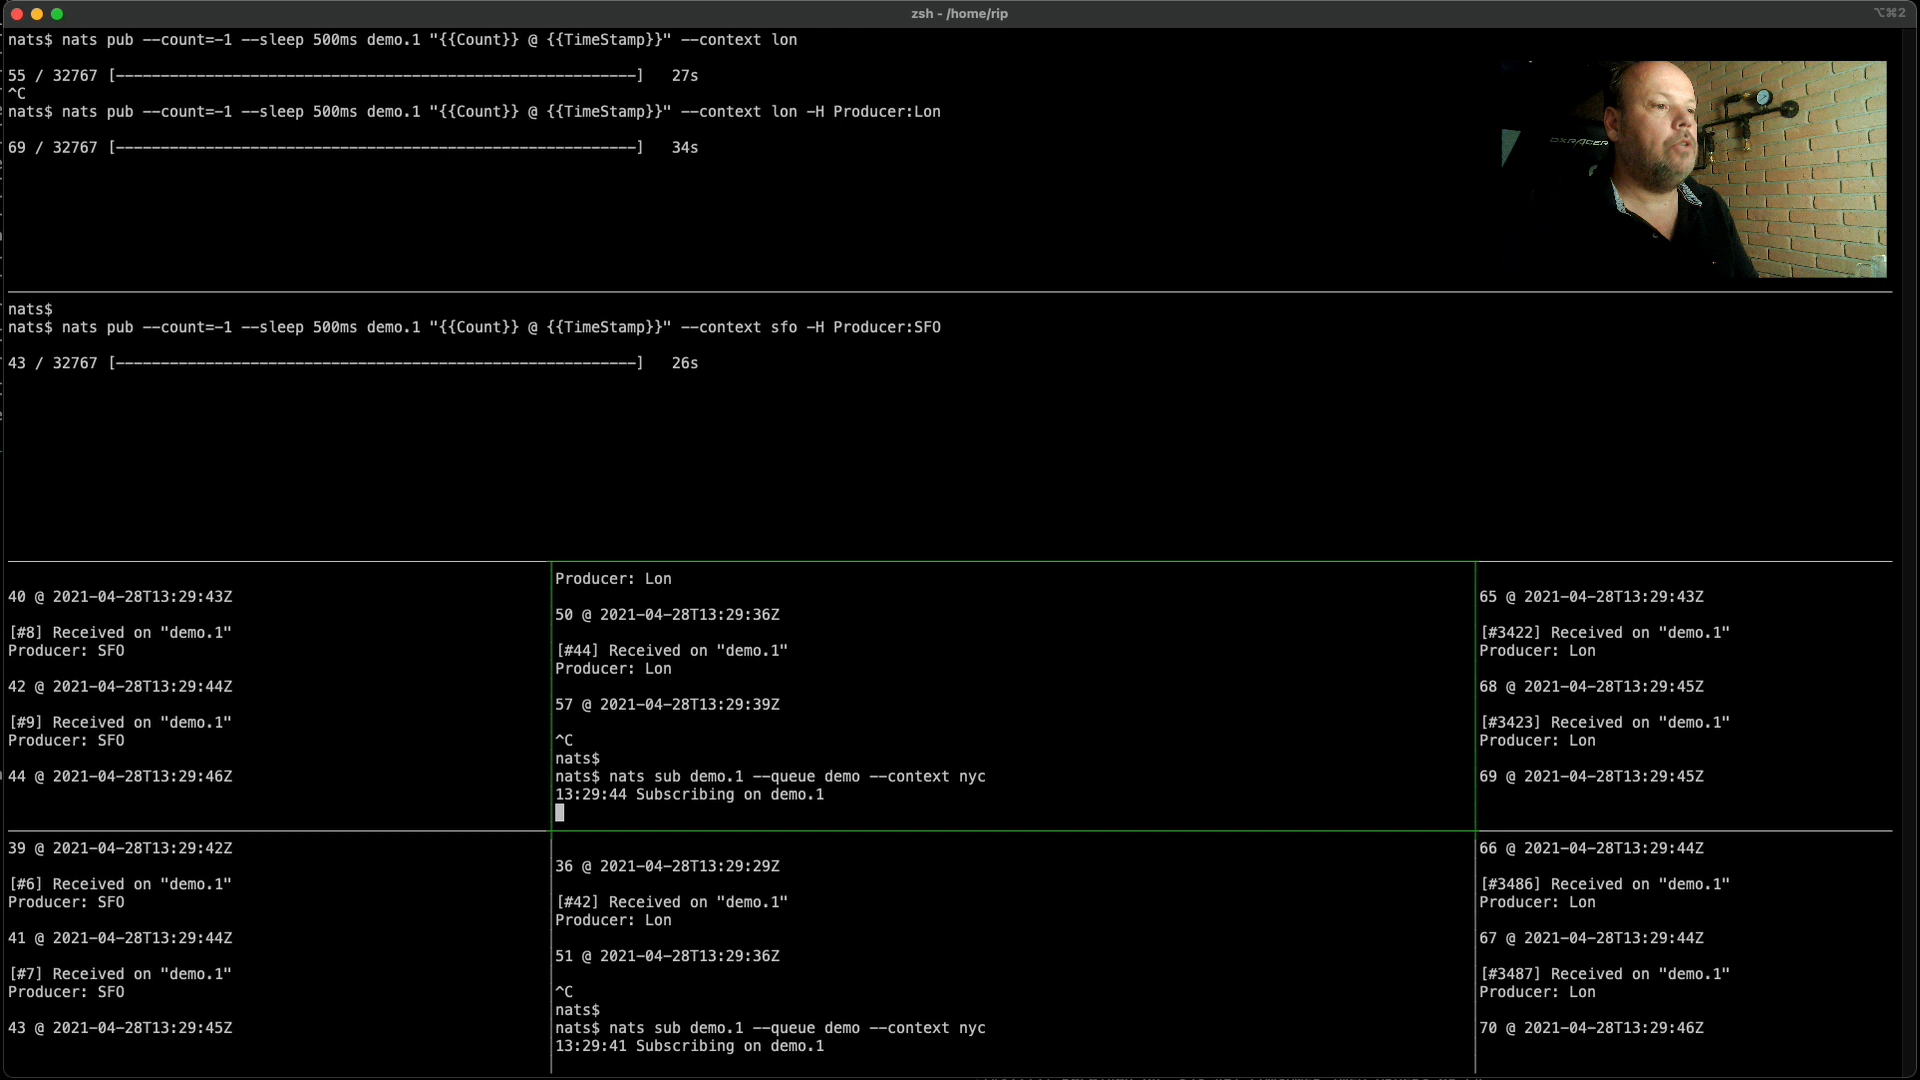 zsh - /home/rip
⌥⌘2
nats$ nats pub --count=-1 --sleep 500ms demo.1 "{{Count}} @ {{TimeStamp}}" --context lon
55 / 32767 [----------------------------------------------------------] 27s
^C
nats$ nats pub --count=-1 --sleep 500ms demo.1 "{{Count}} @ {{TimeStamp}}" --context lon -H Producer:Lon
69 / 32767 [----------------------------------------------------------] 34s
DXRACER
nats$
nats$ nats pub --count=-1 --sleep 500ms demo.1 "{{Count}} @ {{TimeStamp}}" --context sfo -H Producer:SFO
43 / 32767 [----------------------------------------------------------] 26s
40 @ 2021-04-28T13:29:43Z
[#8] Received on "demo.1"
Producer: SFO
42 @ 2021-04-28T13:29:44Z
[#9] Received on "demo.1"
Producer: SFO
44 @ 2021-04-28T13:29:46Z
Producer: Lon
50 @ 2021-04-28T13:29:36Z
[#44] Received on "demo.1"
Producer: Lon
57 @ 2021-04-28T13:29:39Z
^C
nats$
nats$ nats sub demo.1 --queue demo --context nyc
13:29:44 Subscribing on demo.1
65 @ 2021-04-28T13:29:43Z
[#3422] Received on "demo.1"
Producer: Lon
68 @ 2021-04-28T13:29:45Z
[#3423] Received on "demo.1"
Producer: Lon
69 @ 2021-04-28T13:29:45Z
39 @ 2021-04-28T13:29:42Z
[#6] Received on "demo.1"
Producer: SFO
41 @ 2021-04-28T13:29:44Z
[#7] Received on "demo.1"
Producer: SFO
43 @ 2021-04-28T13:29:45Z
36 @ 2021-04-28T13:29:29Z
[#42] Received on "demo.1"
Producer: Lon
51 @ 2021-04-28T13:29:36Z
^C
nats$
nats$ nats sub demo.1 --queue demo --context nyc
13:29:41 Subscribing on demo.1
66 @ 2021-04-28T13:29:44Z
[#3486] Received on "demo.1"
Producer: Lon
67 @ 2021-04-28T13:29:44Z
[#3487] Received on "demo.1"
Producer: Lon
70 @ 2021-04-28T13:29:46Z